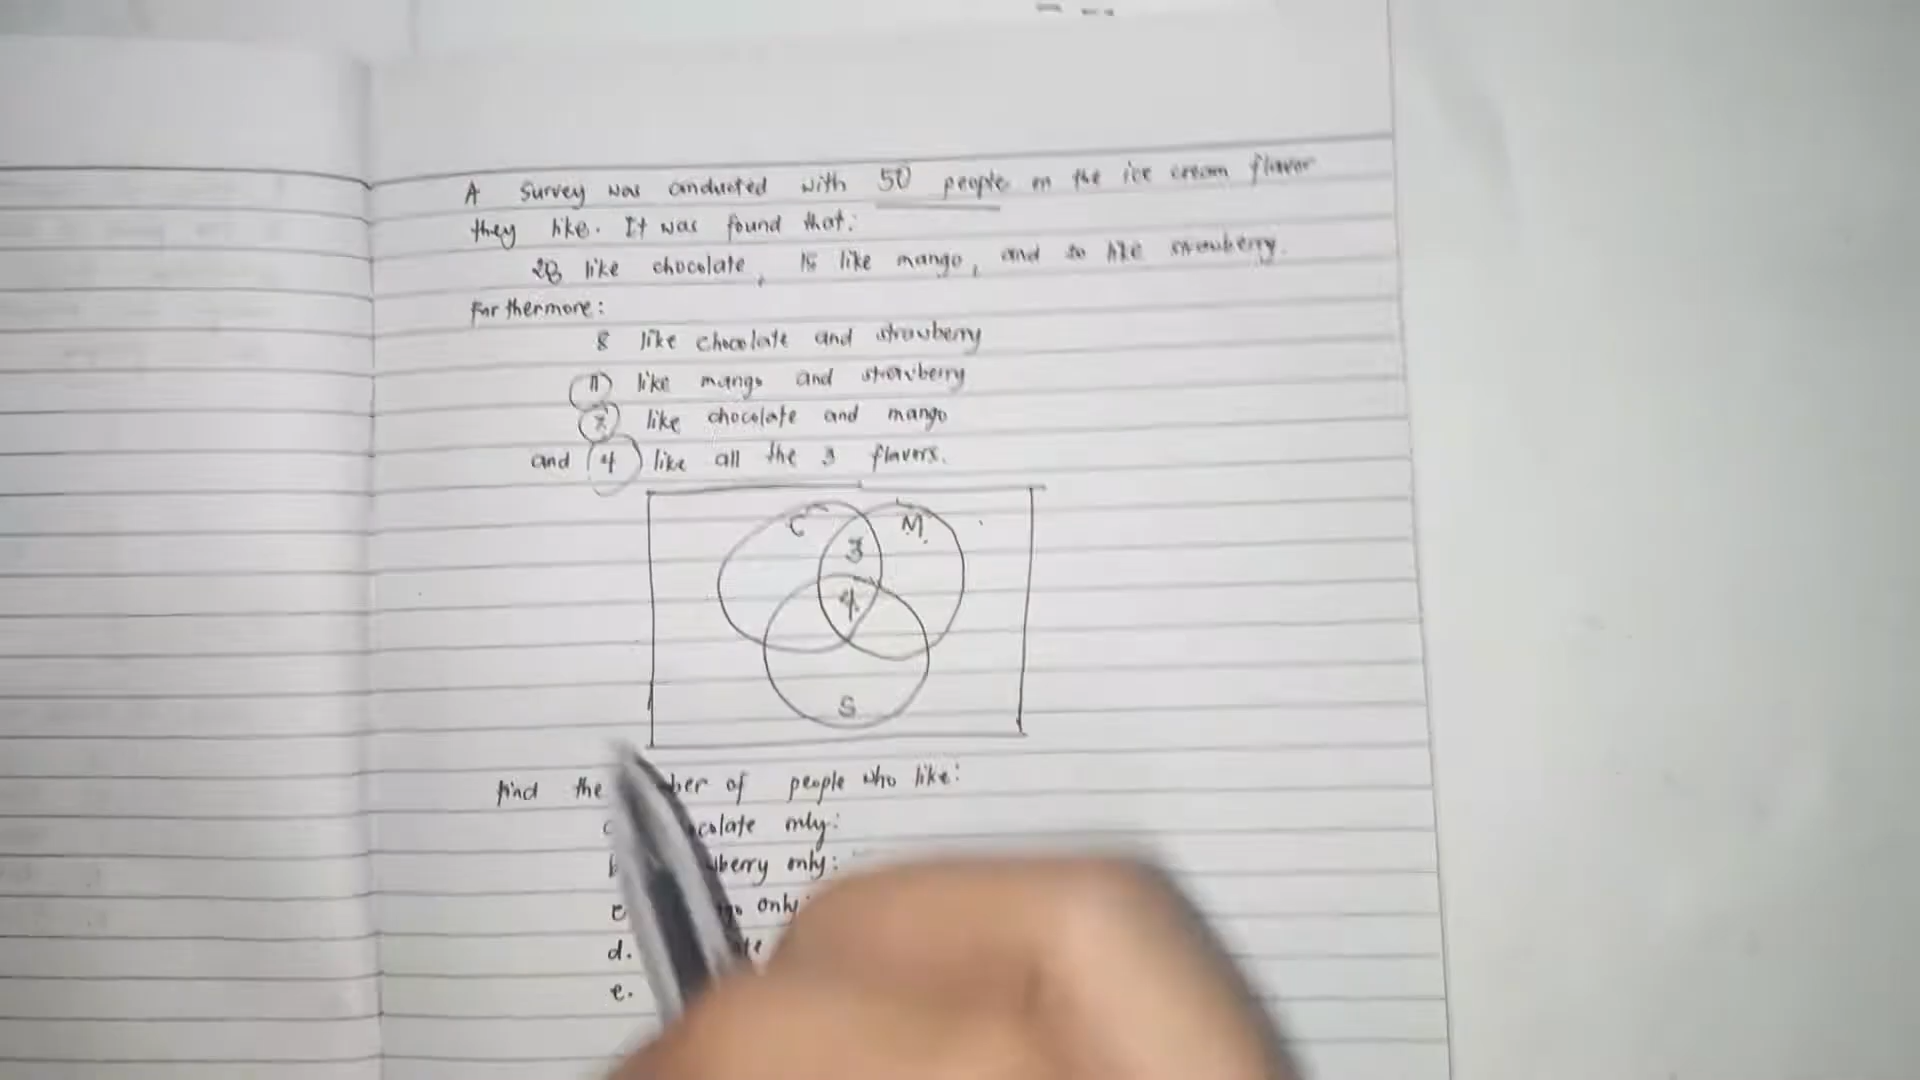 A survey was conducted with 50 people on the ice cream flavor
they like. It was found that:
28 like chocolate, 15 like mango, and like strawberry.
Furthermore:
8 like chocolate and strawberry
11 like mango and strawberry
7 like chocolate and mango
and 4 like all the 3 flavors.
C M
3
4
S
find the of people who like:
only:
only:
only:
d.
e.